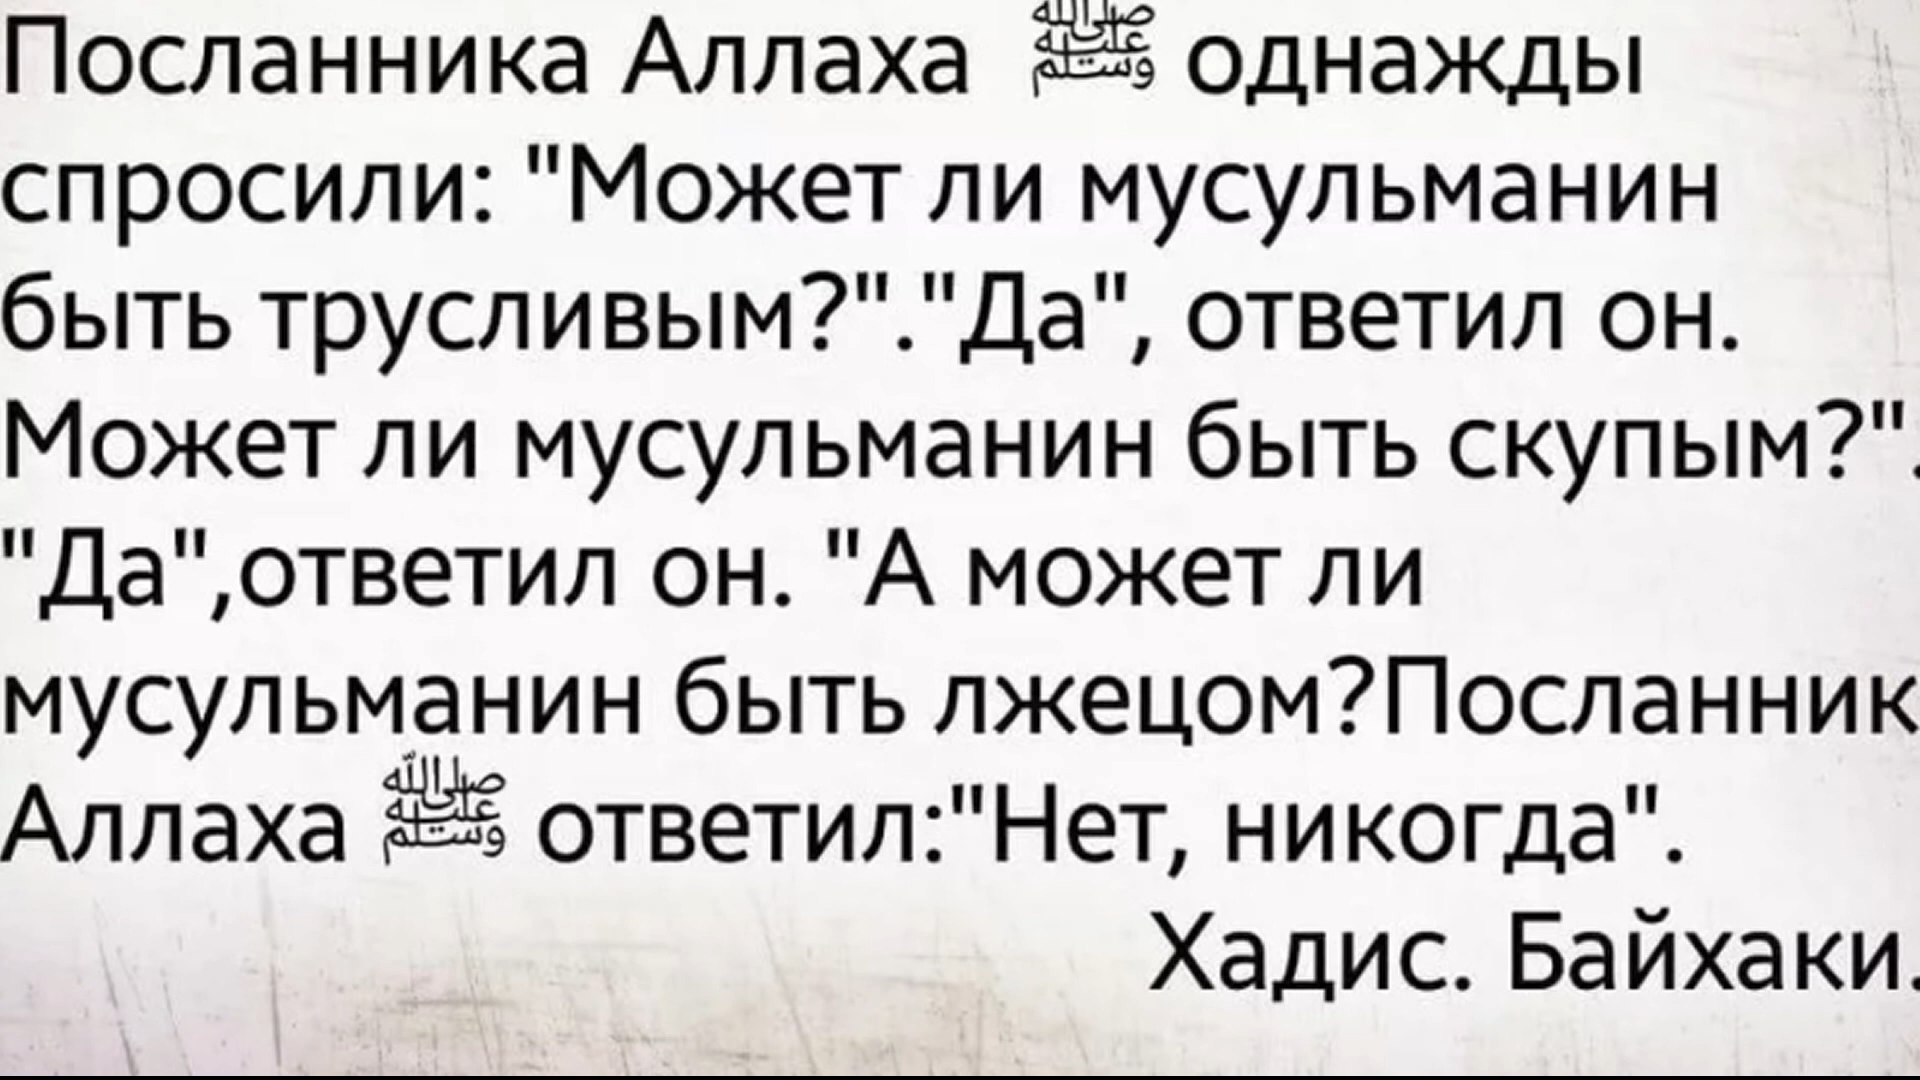 Посланника Аллаха ﷺ однажды
спросили: "Может ли мусульманин
быть трусливым?"."Да", ответил он.
Может ли мусульманин быть скупым?".
"Да",ответил он. "А может ли
мусульманин быть лжецом?Посланник
Аллаха ﷺ ответил:"Нет, никогда".
Хадис. Байхаки.